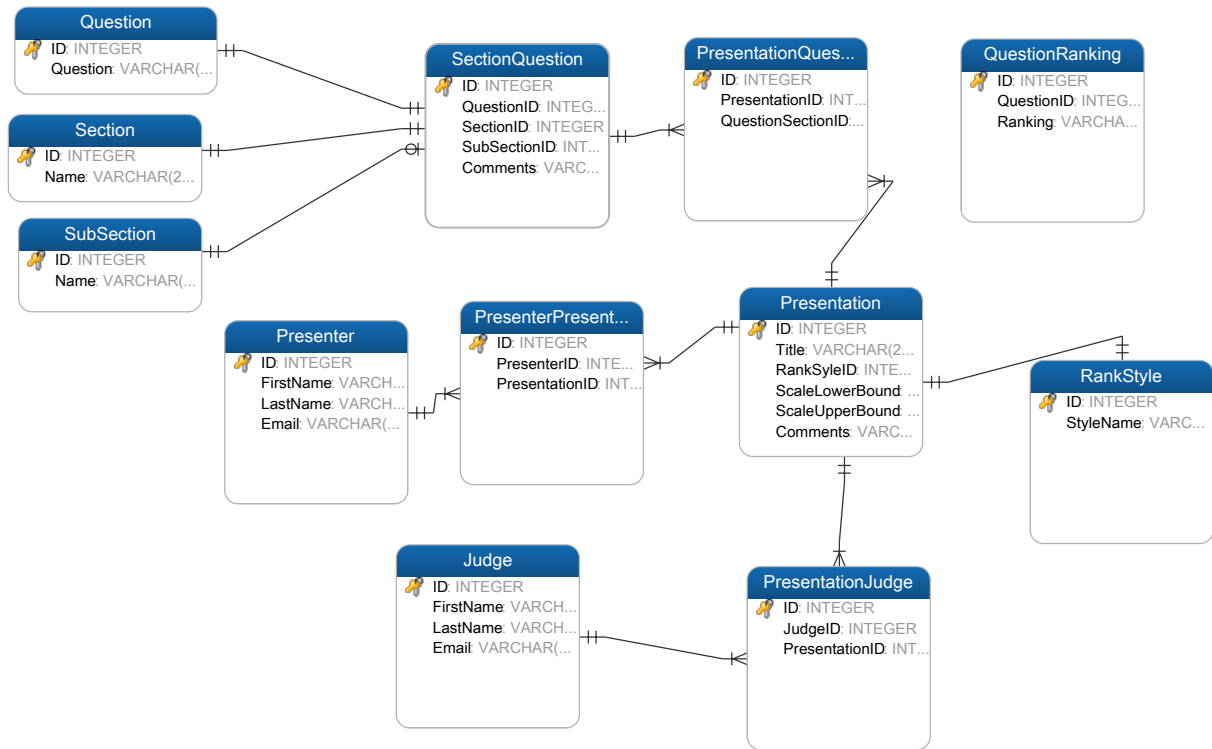 Question
ID: INTEGER
Question: VARCHAR(...
Section
ID: INTEGER
Name: VARCHAR(2...
SubSection
ID: INTEGER
Name: VARCHAR(...
SectionQuestion
ID: INTEGER
QuestionID: INTEG...
SectionID: INTEGER
SubSectionID: INT...
Comments: VARC...
PresentationQues...
ID: INTEGER
PresentationID: INT...
QuestionSectionID:...
QuestionRanking
ID: INTEGER
QuestionID: INTEG...
Ranking: VARCHA...
Presenter
ID: INTEGER
FirstName: VARCH...
LastName: VARCH...
Email: VARCHAR(...
PresenterPresent...
ID: INTEGER
PresenterID: INTE...
PresentationID: INT...
Presentation
ID: INTEGER
Title: VARCHAR(2...
RankSyleID: INTE...
ScaleLowerBound: ...
ScaleUpperBound: ...
Comments: VARC...
RankStyle
ID: INTEGER
StyleName: VARC...
Judge
ID: INTEGER
FirstName: VARCH...
LastName: VARCH...
Email: VARCHAR(...
PresentationJudge
ID: INTEGER
JudgeID: INTEGER
PresentationID: INT...